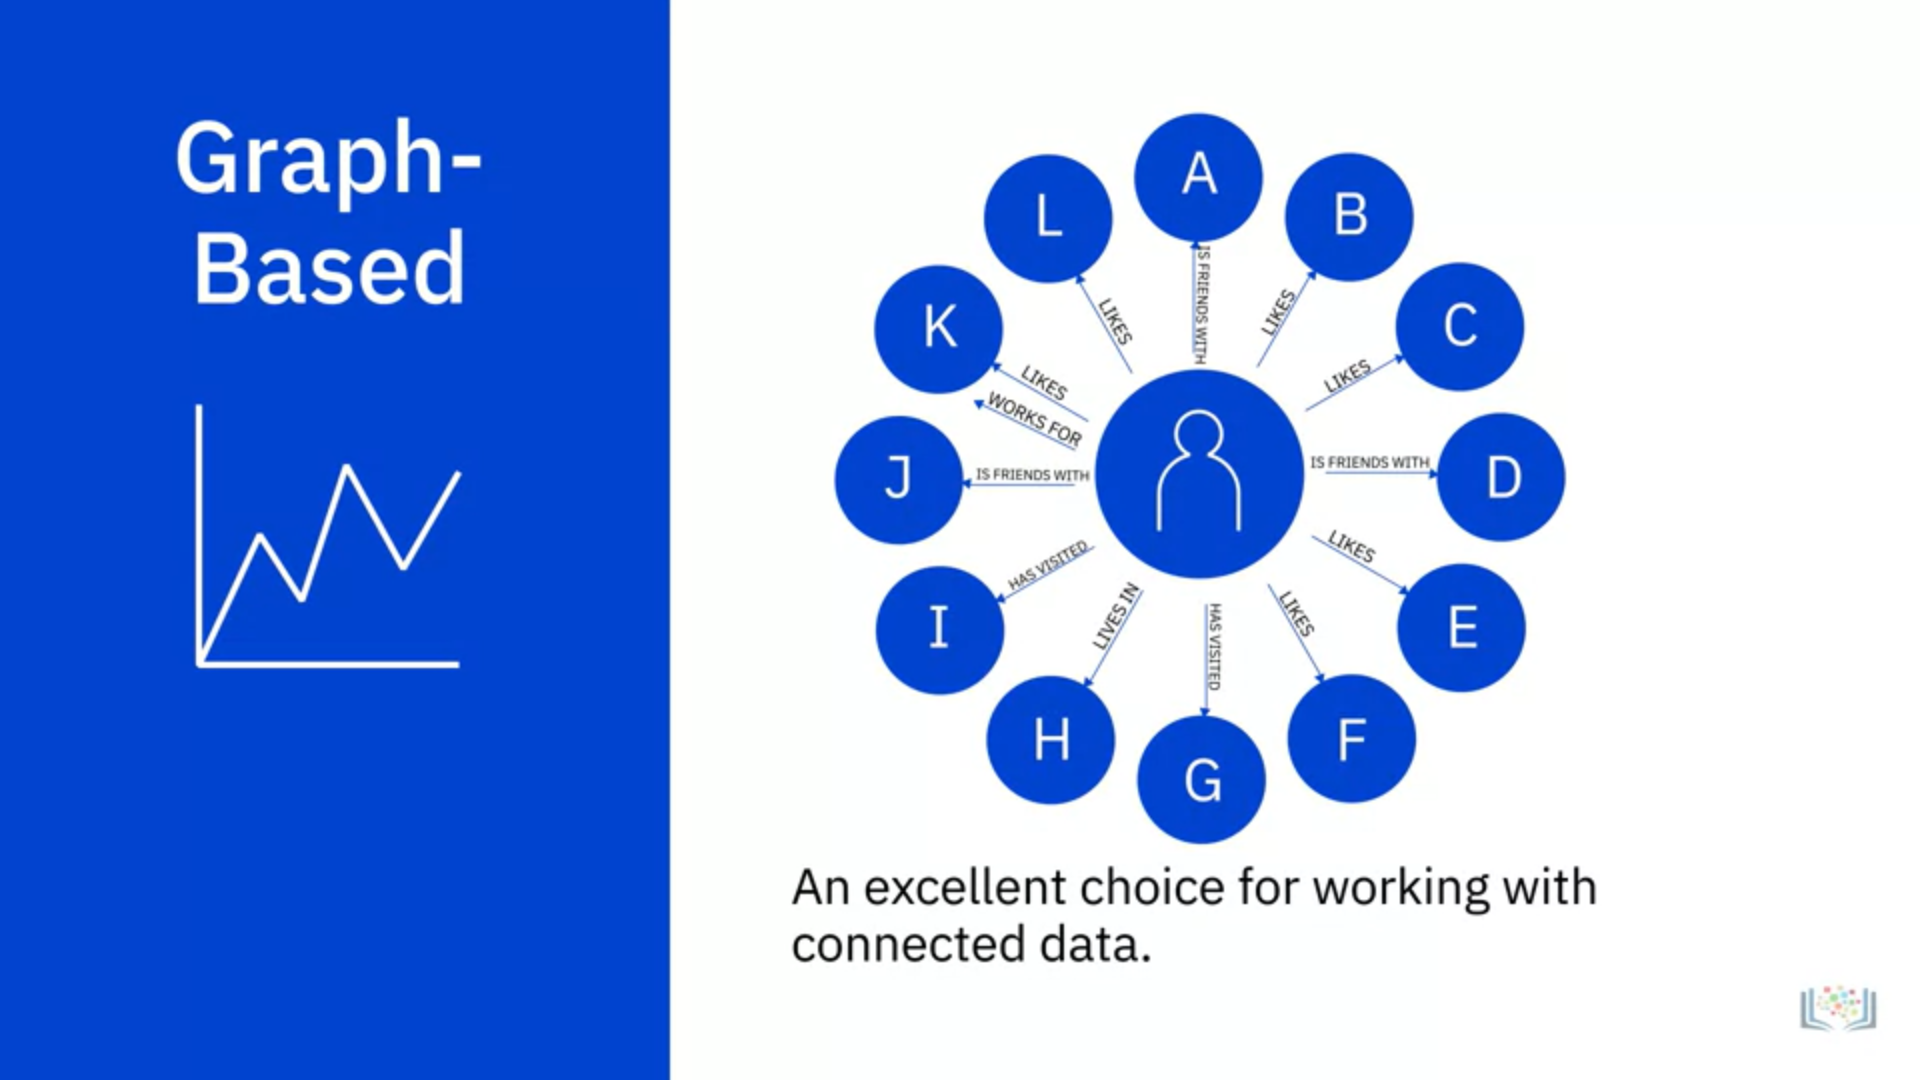 Graph-
Based
A
B
C
D
E
F
G
H
I
J
K
L
IS FRIENDS WITH
LIKES
LIKES
IS FRIENDS WITH
LIKES
LIKES
HAS VISITED
LIVES IN
HAS VISITED
IS FRIENDS WITH
WORKS FOR
LIKES
LIKES
An excellent choice for working with
connected data.